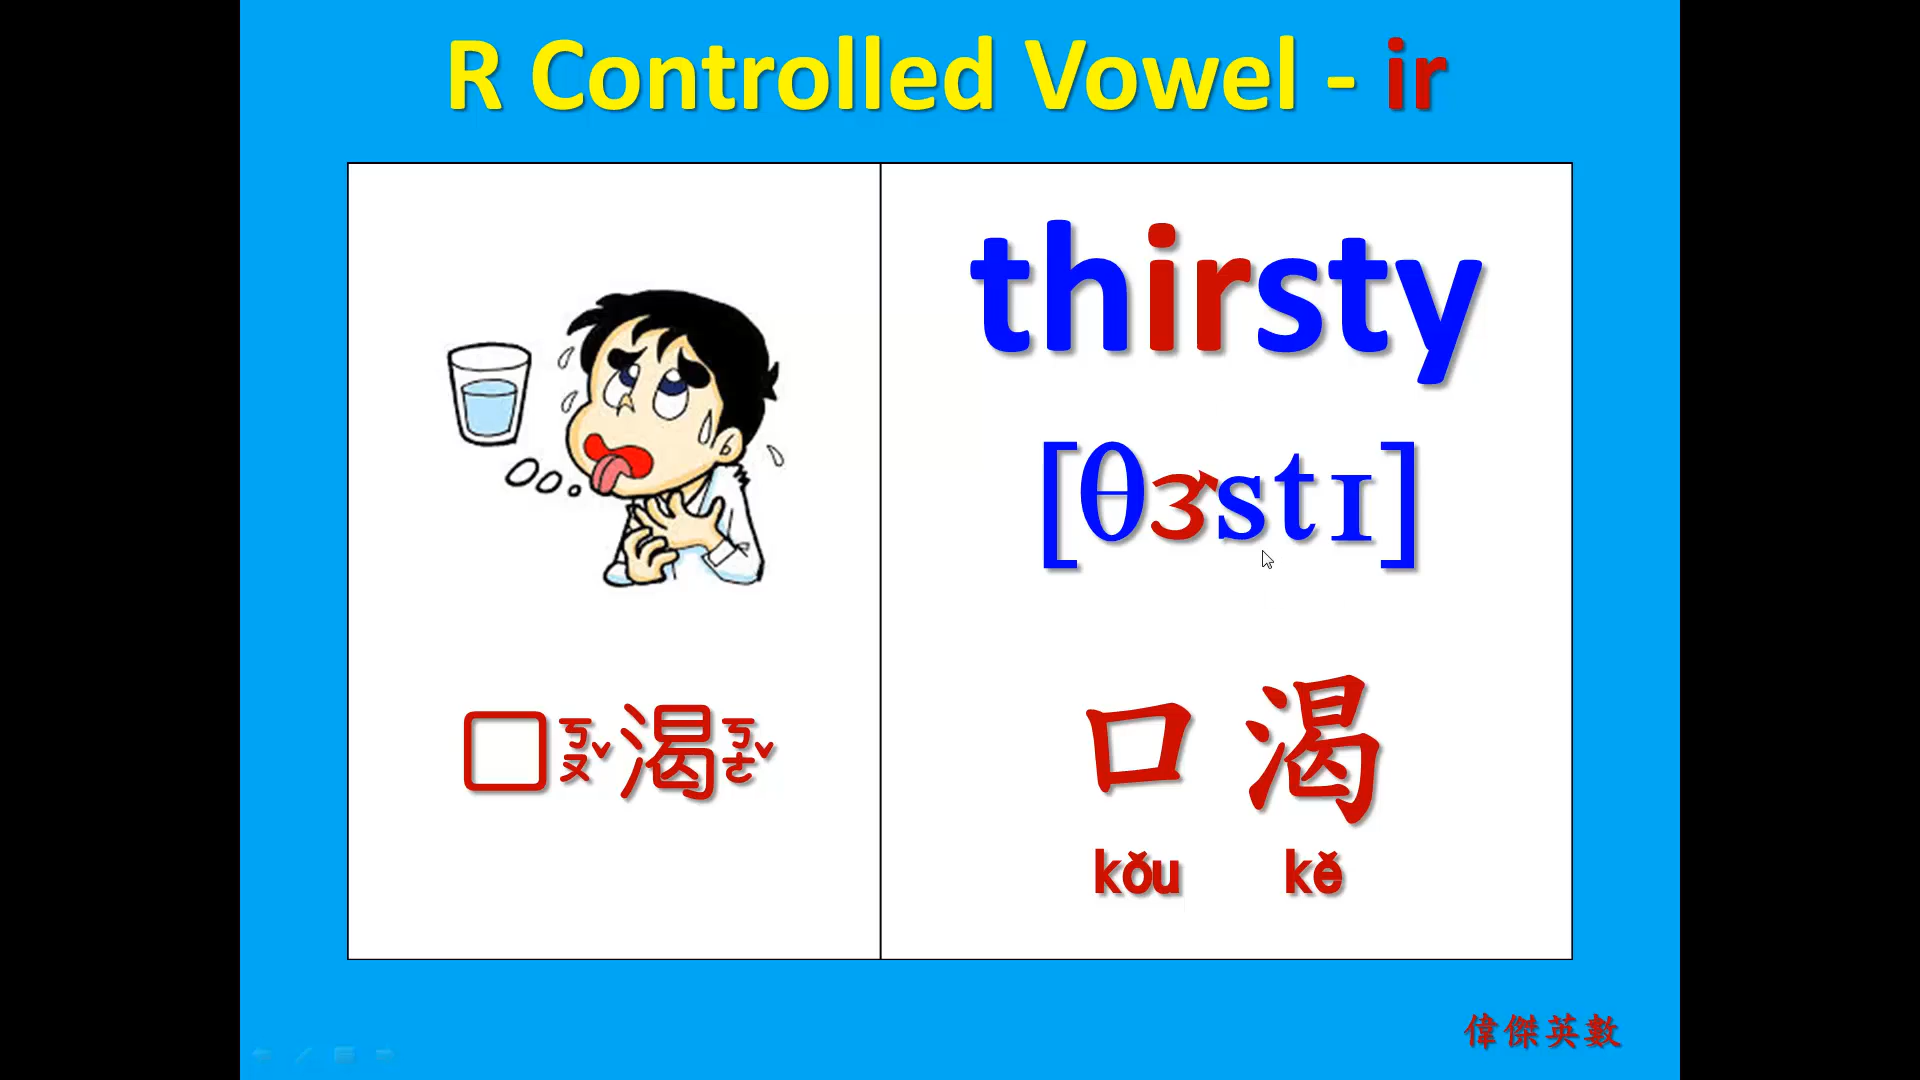 R Controlled Vowel - ir
thirsty
[θɝstɪ]
口ㄎㄡˇ渴ㄎㄜˇ
口 渴
kǒu kě
偉傑英數